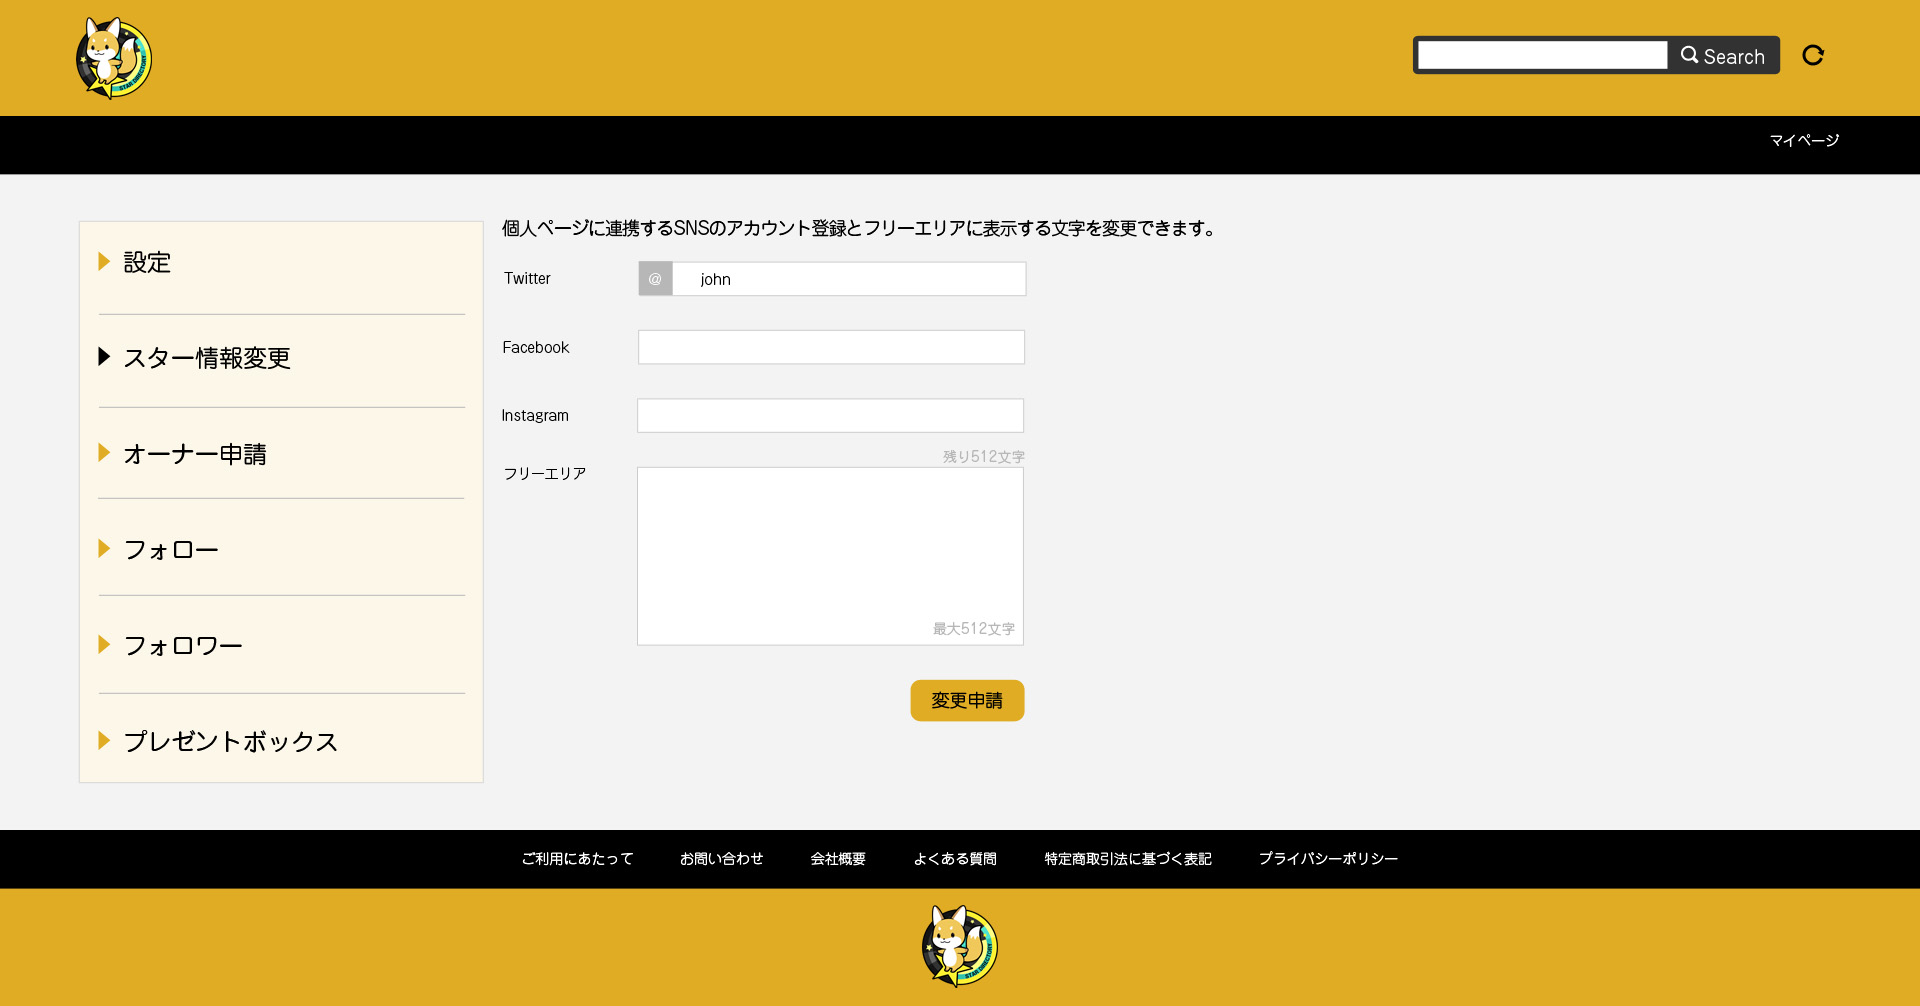 STAR DIRECTORY
Search
マイページ
設定
スター情報変更
オーナー申請
フォロー
フォロワー
プレゼントボックス
個人ページに連携するSNSのアカウント登録とフリーエリアに表示する文字を変更できます。
Twitter
@ john
Facebook
Instagram
残り512文字
フリーエリア
最大512文字
変更申請
ご利用にあたって お問い合わせ 会社概要 よくある質問 特定商取引法に基づく表記 プライバシーポリシー
STAR DIRECTORY